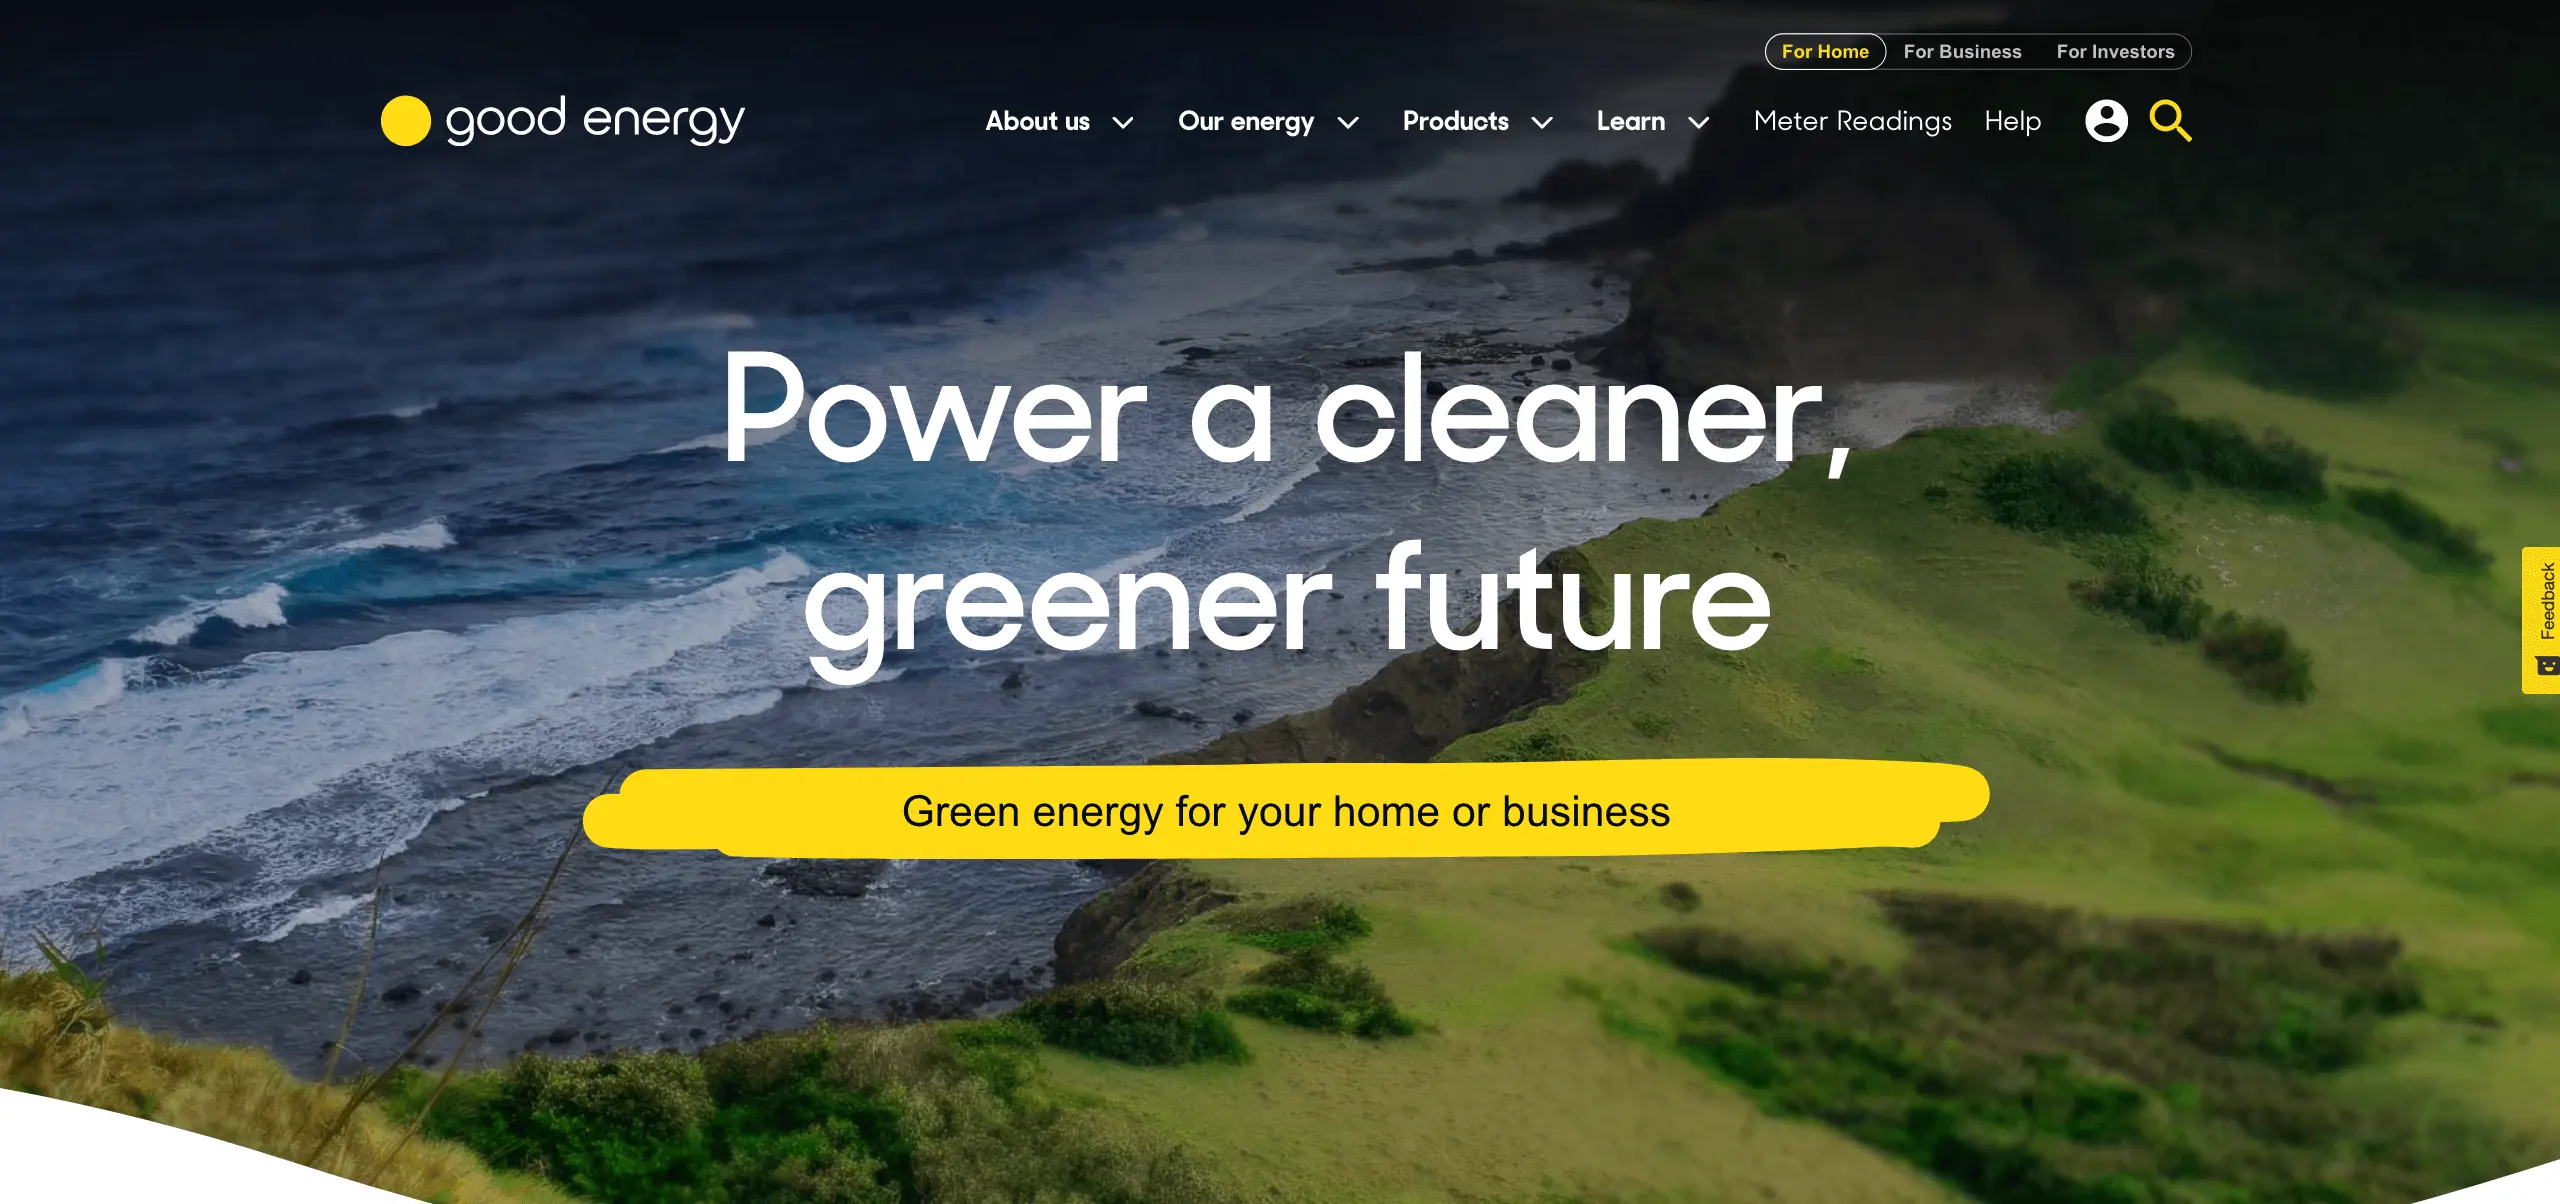 For Home For Business For Investors
good energy About us Our energy Products Learn Meter Readings Help
Power a cleaner,
greener future
Feedback
Green energy for your home or business